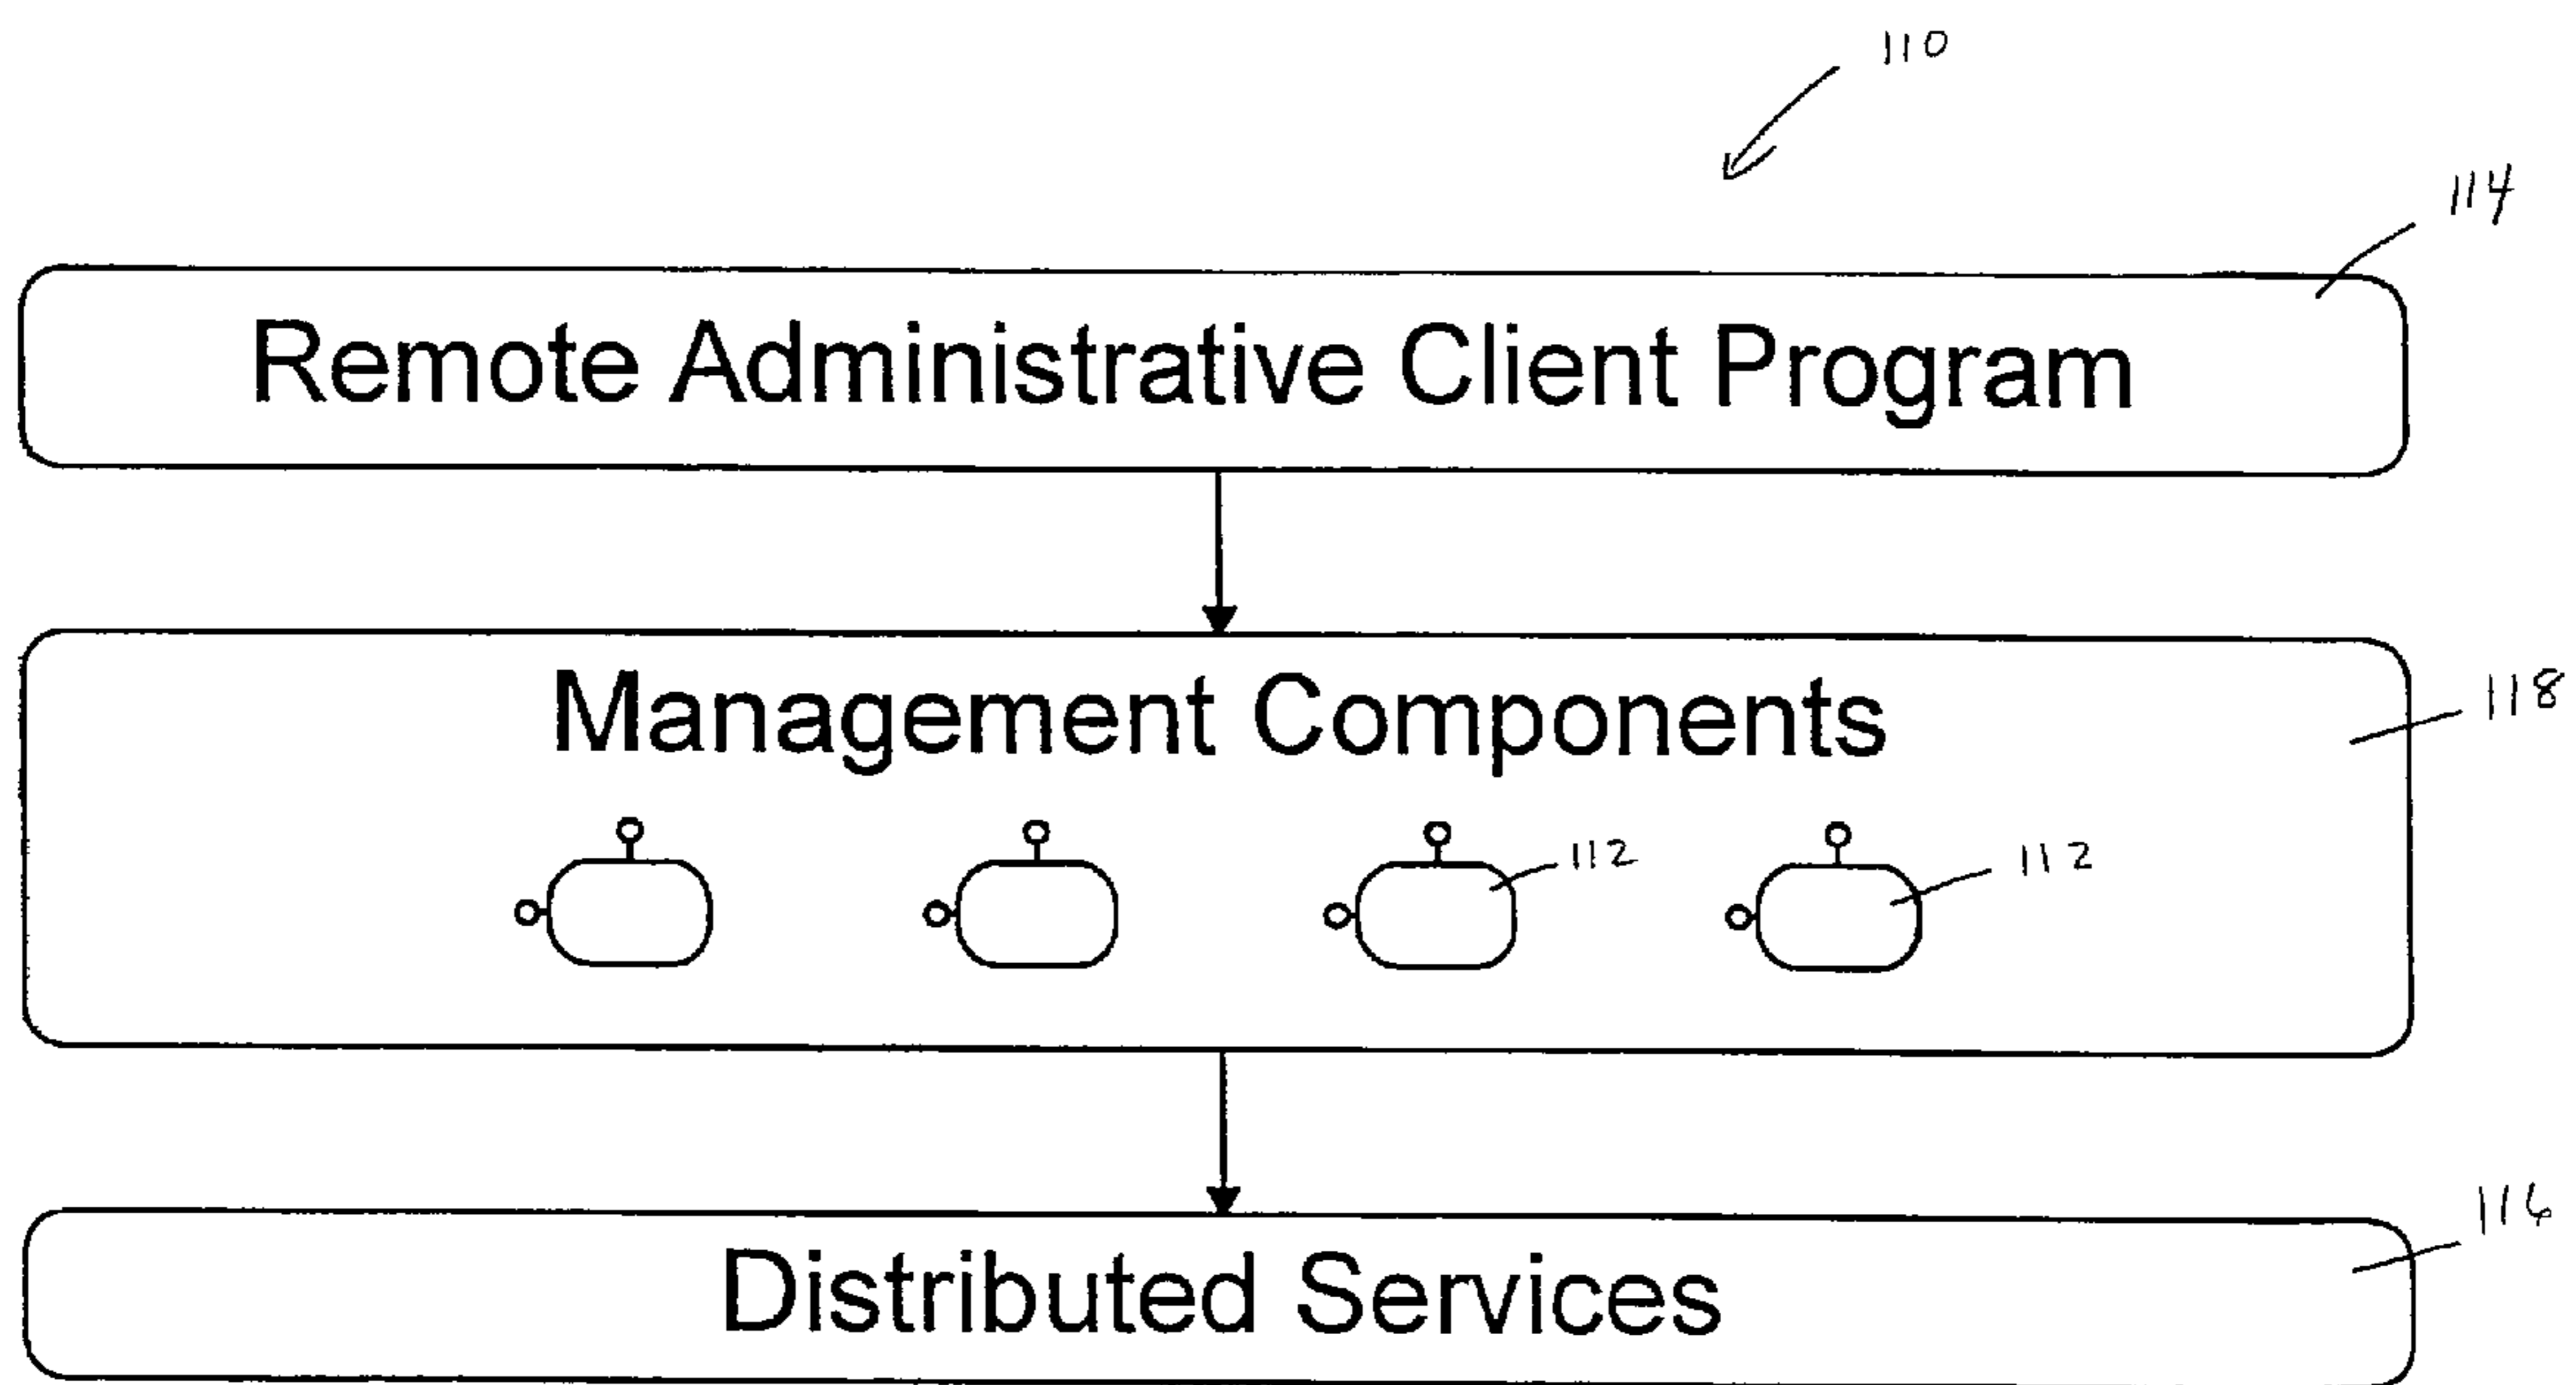 110
114
Remote Administrative Client Program
Management Components
118
112
112
116
Distributed Services